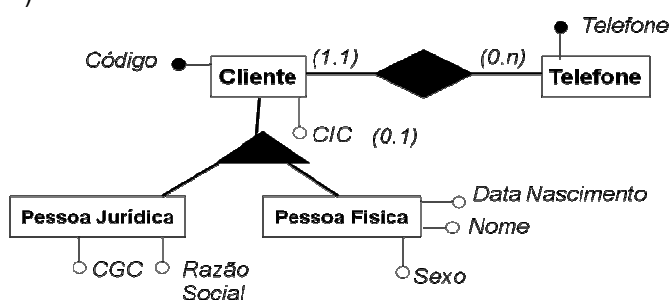 )
Telefone
Código
Cliente
(1.1)
(0.n)
Telefone
CIC (0.1)
Pessoa Jurídica
Pessoa Fisica
Data Nascimento
Nome
CGC
Razão
Social
Sexo